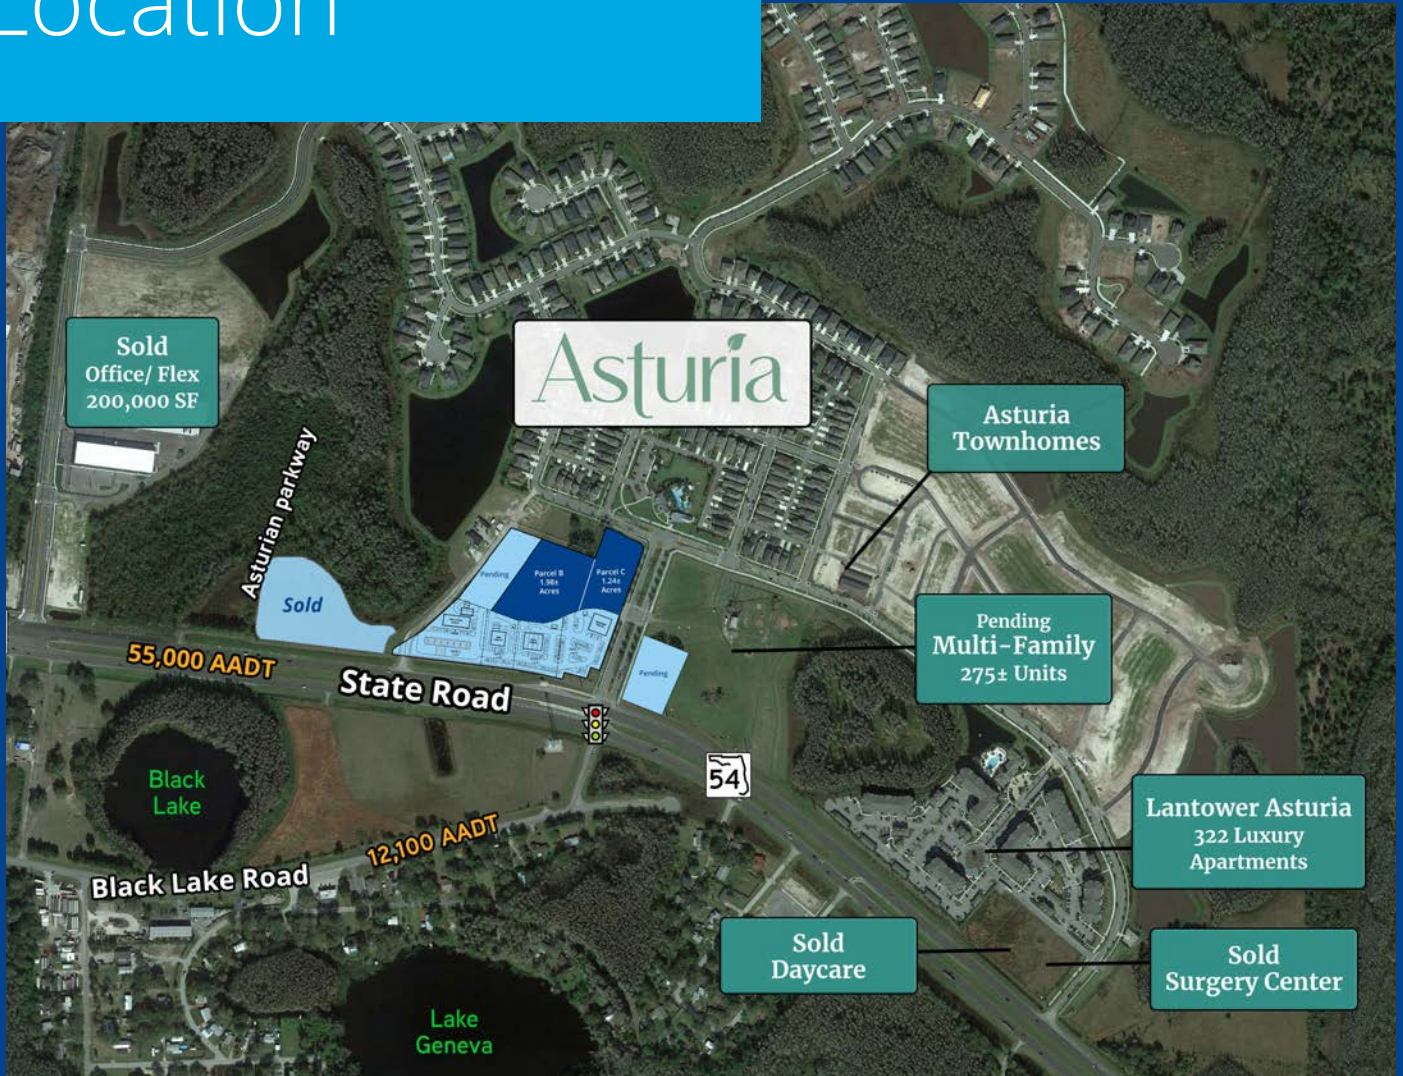 Location
Sold
Office/ Flex
200,000 SF
Asturia
Asturia
Townhomes
Asturian parkway
Sold
Pending
Parcel B
1.98±
Acres
Parcel C
1.24±
Acres
Pending
Pending
Multi-Family
275± Units
55,000 AADT
State Road
54
Black
Lake
12,100 AADT
Black Lake Road
Lantower Asturia
322 Luxury
Apartments
Sold
Daycare
Sold
Surgery Center
Lake
Geneva